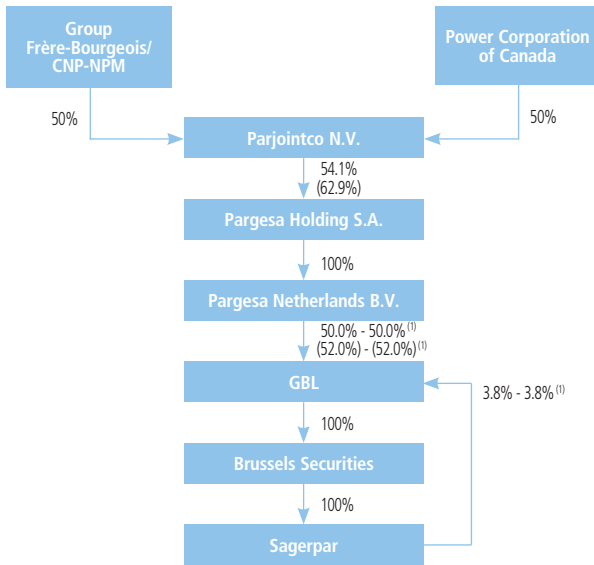 Group
Frère-Bourgeois/
CNP-NPM
Power Corporation
of Canada
50%
50%
Parjointco N.V.
54.1%
(62.9%)
Pargesa Holding S.A.
100%
Pargesa Netherlands B.V.
50.0% - 50.0% (1)
(52.0%) - (52.0%) (1)
GBL
3.8% - 3.8% (1)
100%
Brussels Securities
100%
Sagerpar